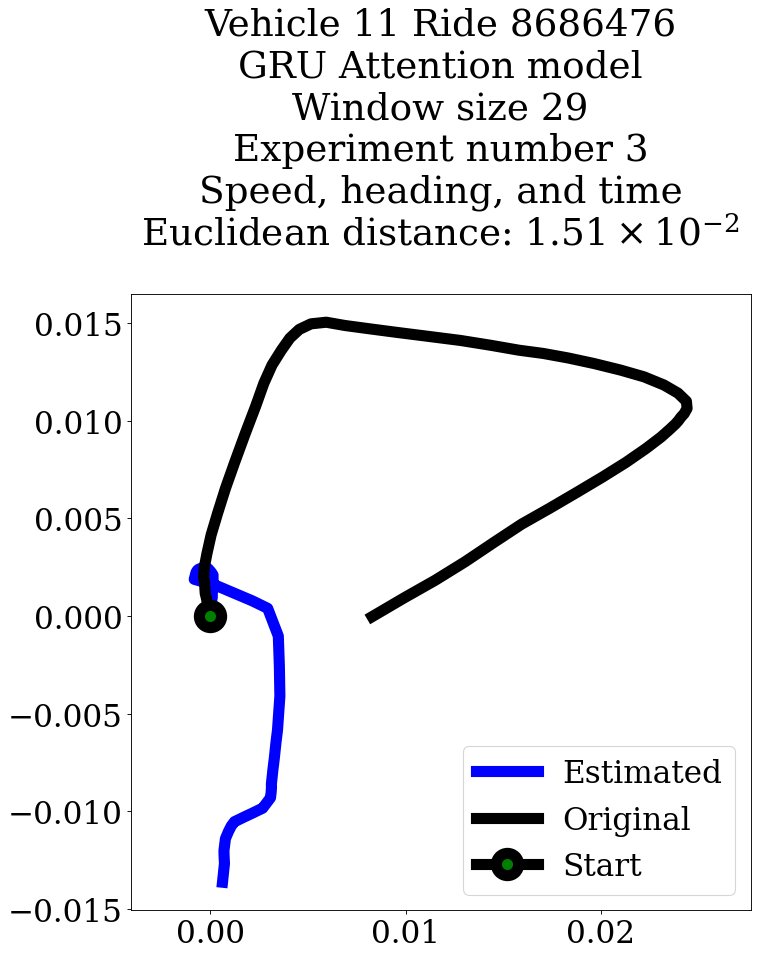 Vehicle 11 Ride 8686476
GRU Attention model
Window size 29
Experiment number 3
Speed, heading, and time
Euclidean distance: 1.51 × 10⁻²
0.015
0.010
0.005
0.000
−0.005
−0.010
−0.015
0.00 0.01 0.02
Estimated
Original
Start